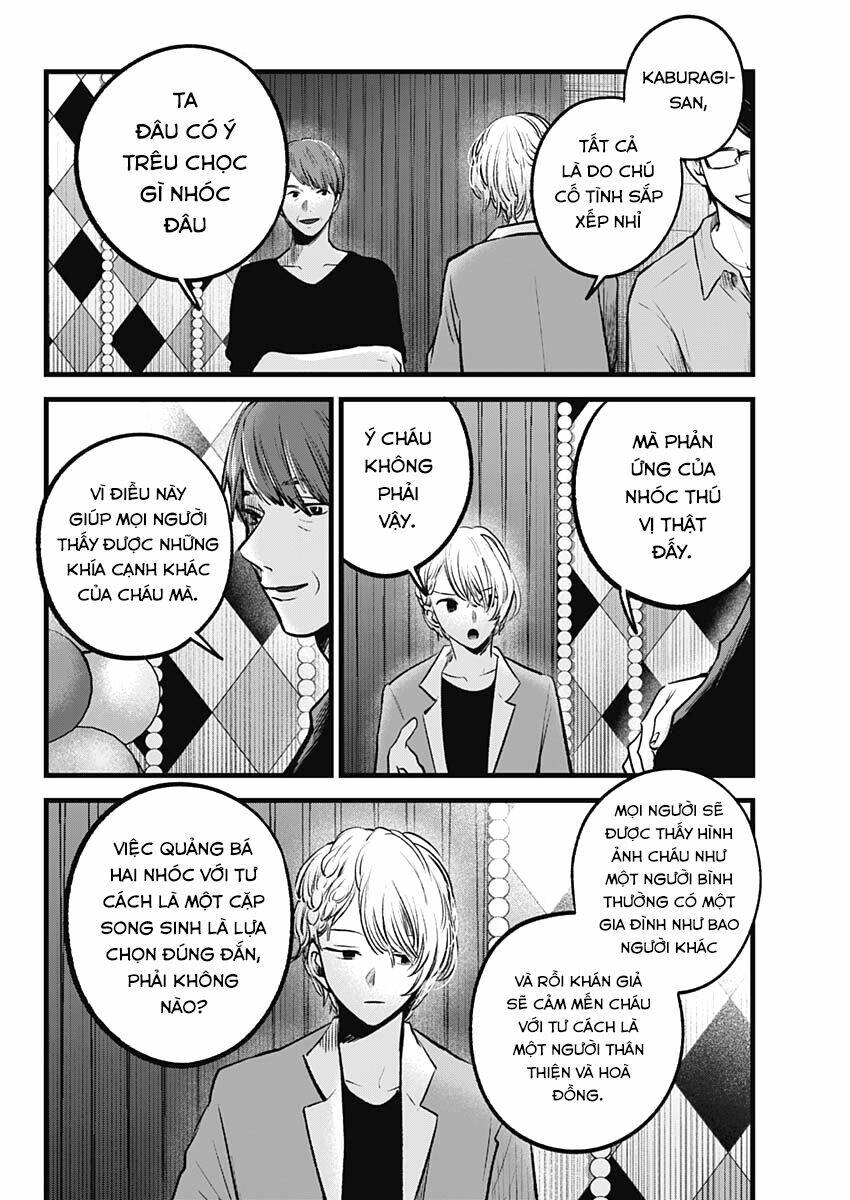 KABURAGI-
SAN,
TẤT CẢ
LÀ DO CHÚ
CỐ TÌNH SẮP
XẾP NHỈ
TA
ĐÂU CÓ Ý
TRÊU CHỌC
GÌ NHÓC
ĐÂU
MÀ PHẢN
ỨNG CỦA
NHÓC THÚ
VỊ THẬT
ĐẤY.
Ý CHÁU
KHÔNG
PHẢI
VẬY.
VÌ ĐIỀU NÀY
GIÚP MỌI NGƯỜI
THẤY ĐƯỢC NHỮNG
KHÍA CẠNH KHÁC
CỦA CHÁU MÀ.
MỌI NGƯỜI SẼ
ĐƯỢC THẤY HÌNH
ẢNH CHÁU NHƯ
MỘT NGƯỜI BÌNH
THƯỜNG CÓ MỘT
GIA ĐÌNH NHƯ BAO
NGƯỜI KHÁC
VÀ RỒI KHÁN GIẢ
SẼ CẢM MẾN CHÁU
VỚI TƯ CÁCH LÀ
MỘT NGƯỜI THÂN
THIỆN VÀ HOÀ
ĐỒNG.
VIỆC QUẢNG BÁ
HAI NHÓC VỚI TƯ
CÁCH LÀ MỘT CẶP
SONG SINH LÀ LỰA
CHỌN ĐÚNG ĐẮN,
PHẢI KHÔNG
NÀO?